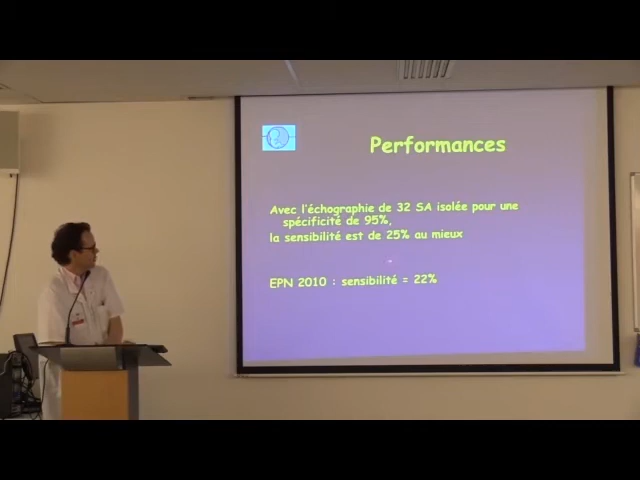 Performances
Avec l'échographie de 32 SA isolée pour une
spécificité de 95%,
la sensibilité est de 25% au mieux
EPN 2010 : sensibilité = 22%